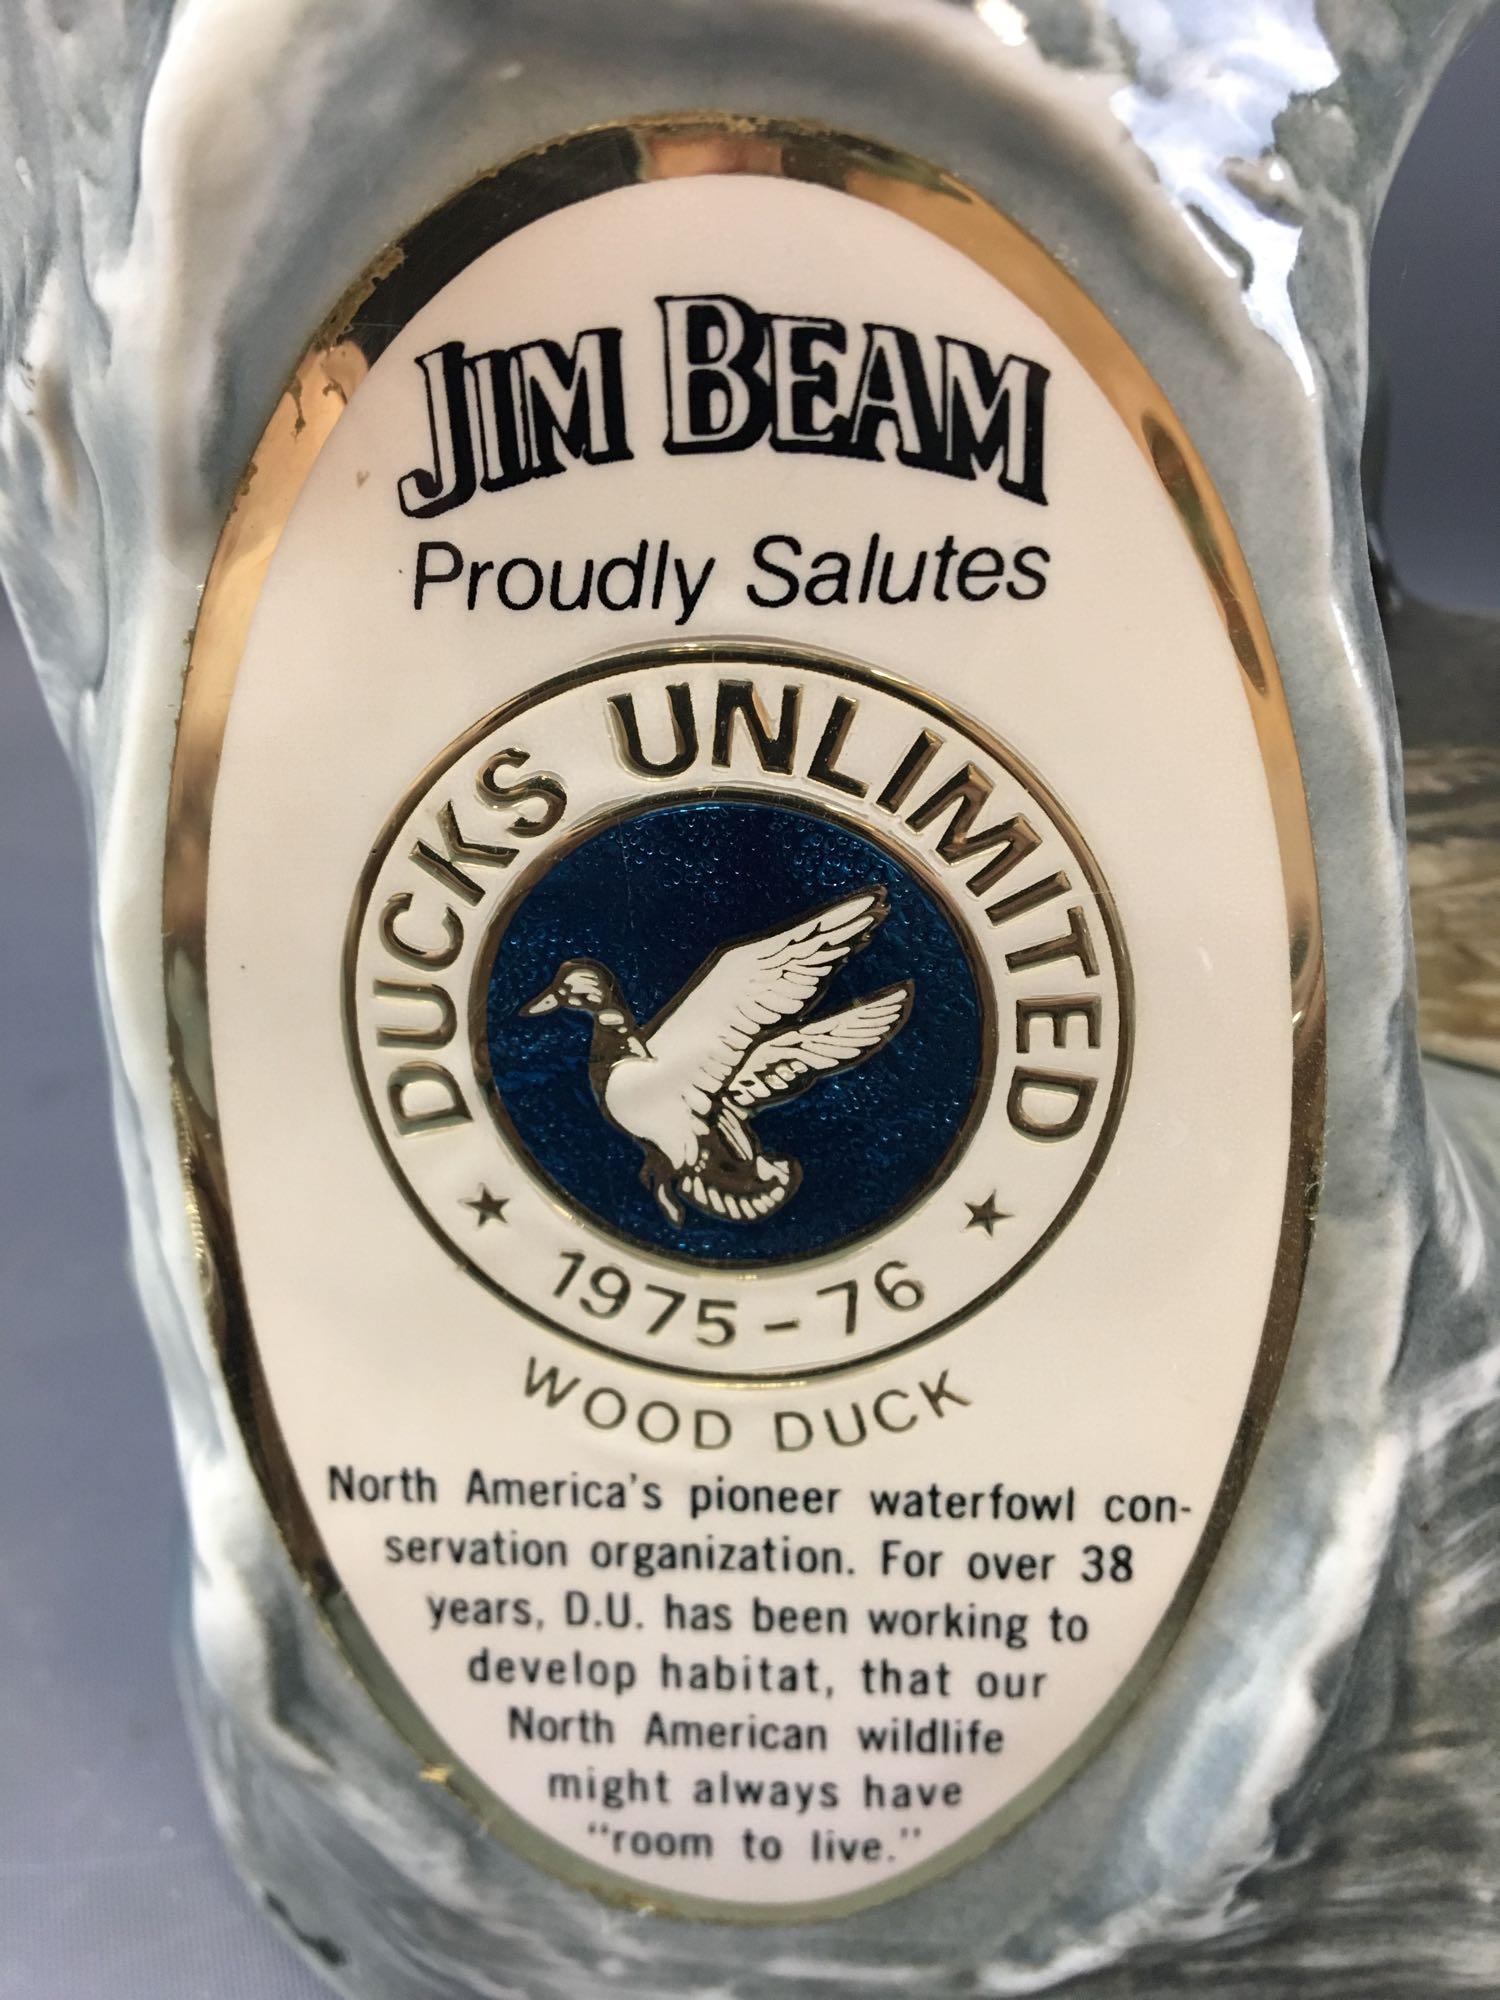 JIM BEAM
Proudly Salutes
DUCKS UNLIMITED
★ 1975-76 ★
WOOD DUCK
North America's pioneer waterfowl con-
servation organization. For over 38
years, D.U. has been working to
develop habitat, that our
North American wildlife
might always have
"room to live."